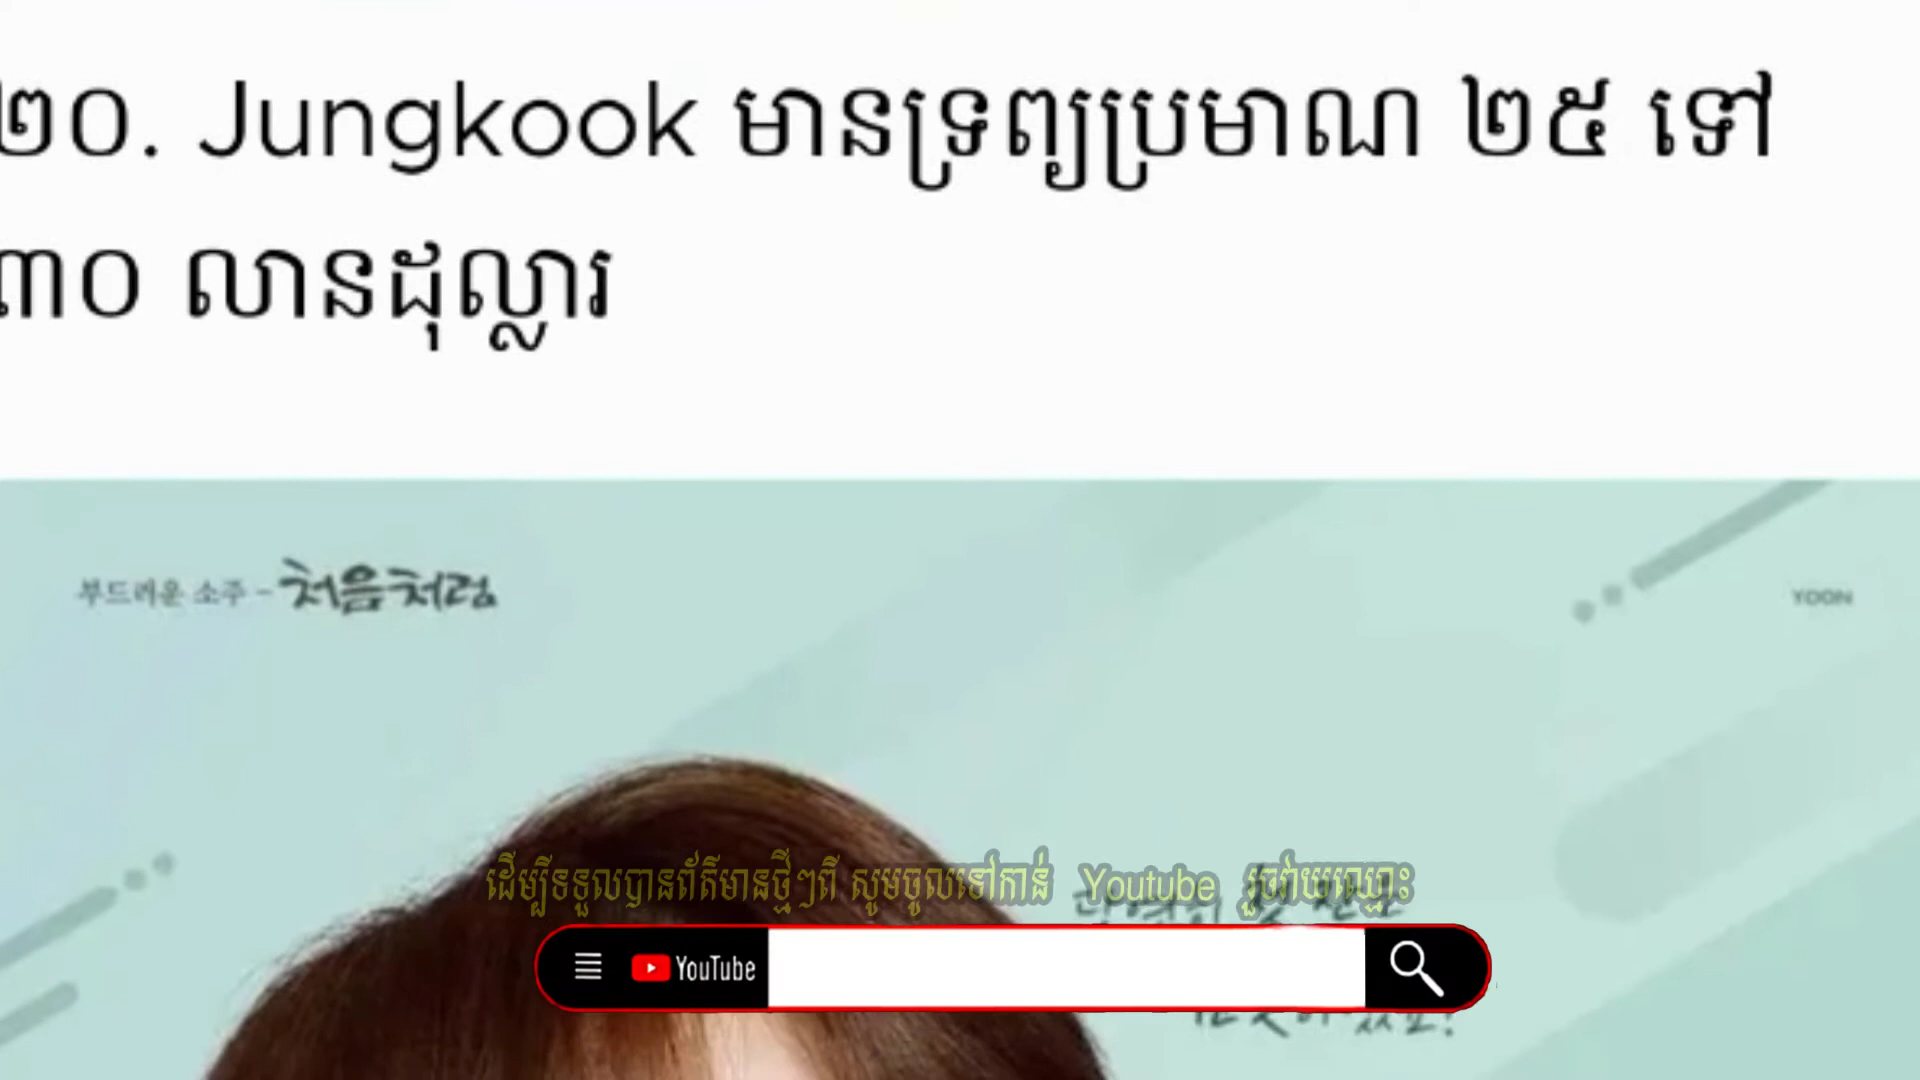 ២០. Jungkook មានទ្រព្យប្រមាណ ២៥ ទៅ
៣០ លានដុល្លារ
부드러운 소주 - 처음처럼
YOON
ដើម្បីទទួលបានព័ត៌មានថ្មីៗពី សូមចូលទៅកាន់ Youtube រួចវាយឈ្មោះ
YouTube